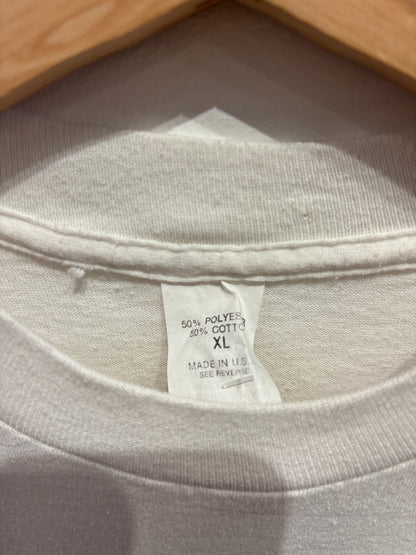 50% POLYES
50% COTTO
XL
MADE IN U.S
SEE REVERSE